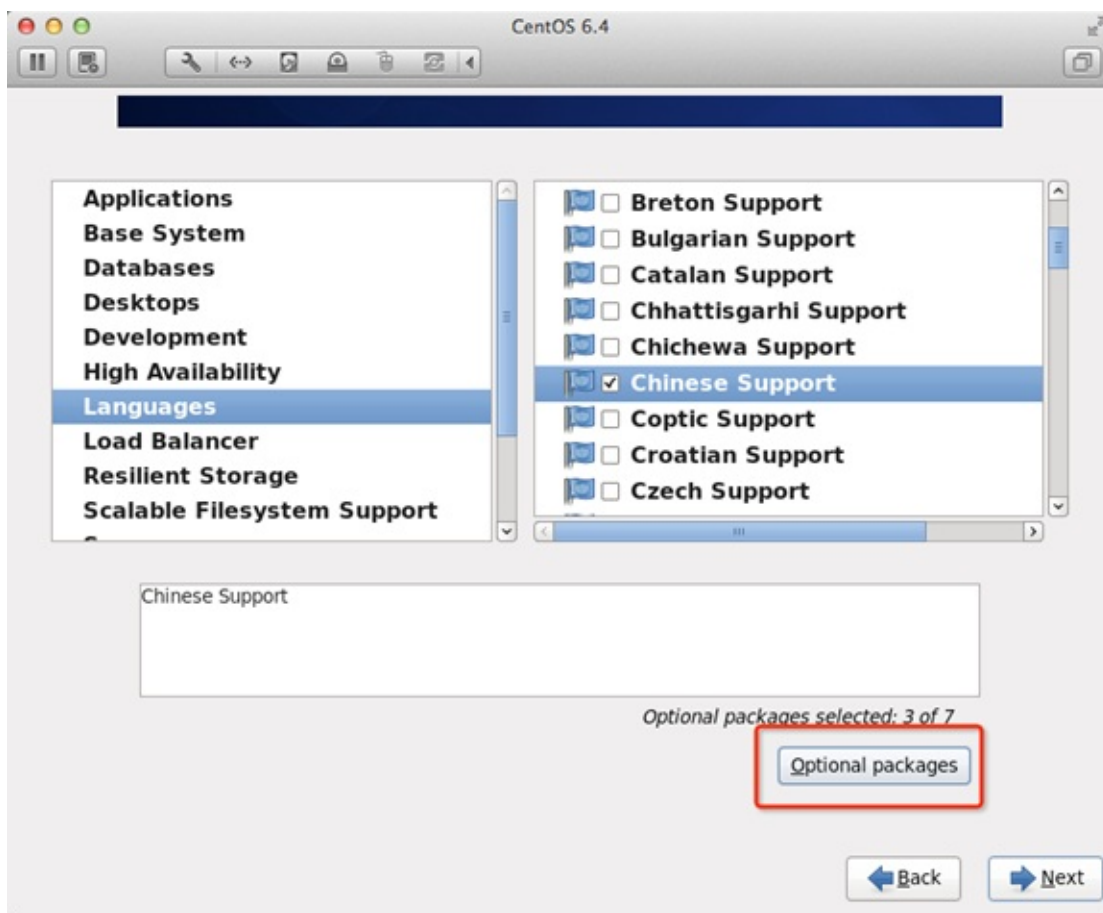 CentOS 6.4
Applications
Base System
Databases
Desktops
Development
High Availability
Languages
Load Balancer
Resilient Storage
Scalable Filesystem Support
Breton Support
Bulgarian Support
Catalan Support
Chhattisgarhi Support
Chichewa Support
Chinese Support
Coptic Support
Croatian Support
Czech Support
Chinese Support
Optional packages selected: 3 of 7
Optional packages
Back
Next